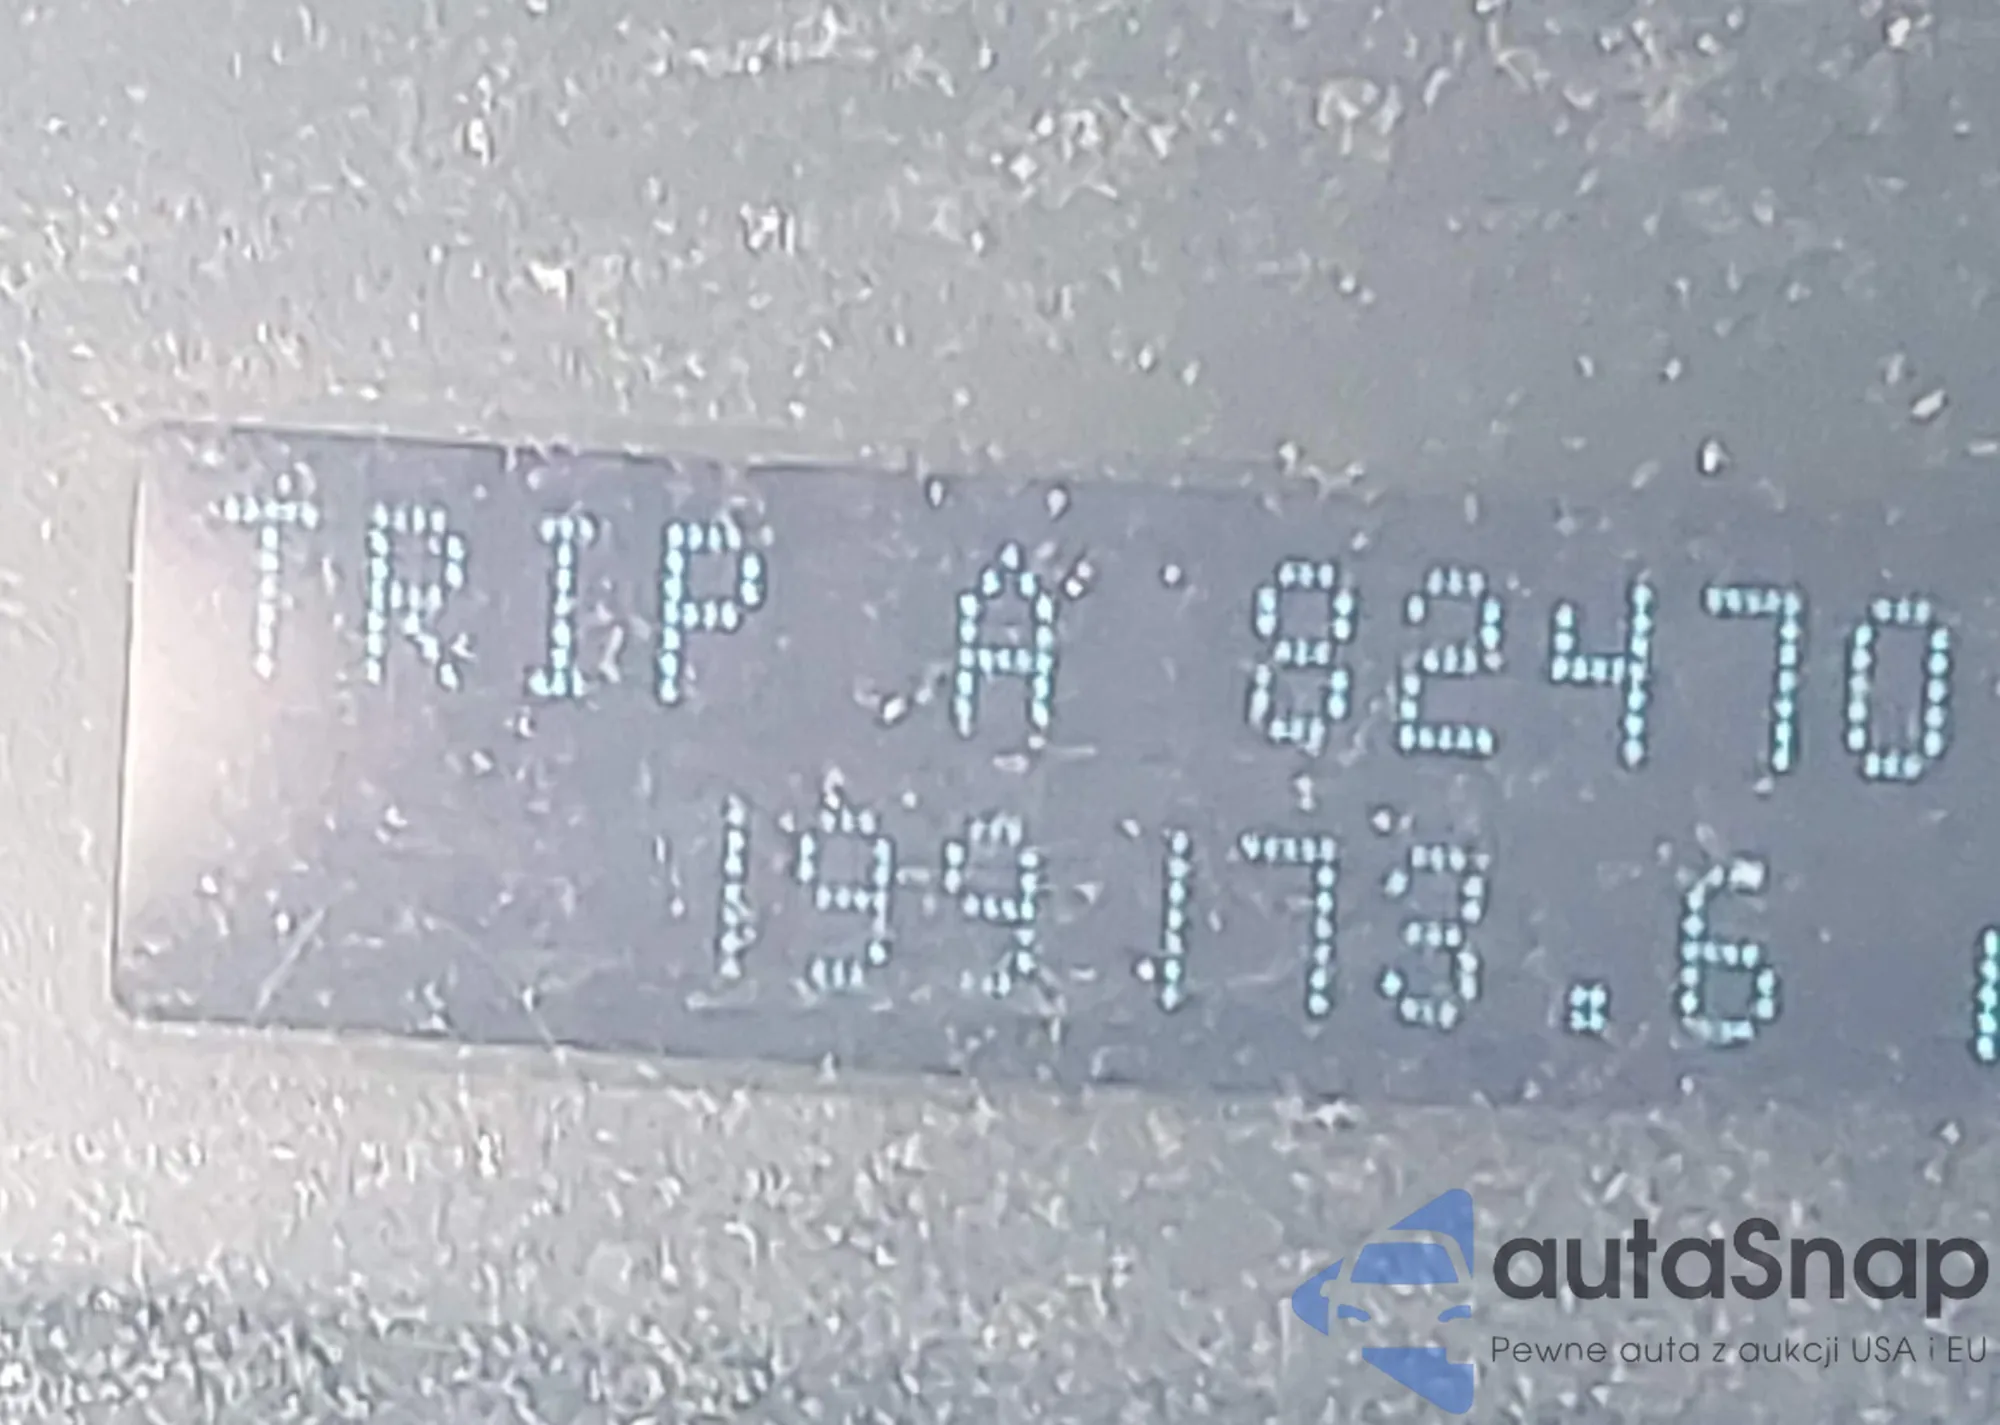 TRIP A 82470
199173.6
autaSnap
Pewne auta z aukcji USA i EU